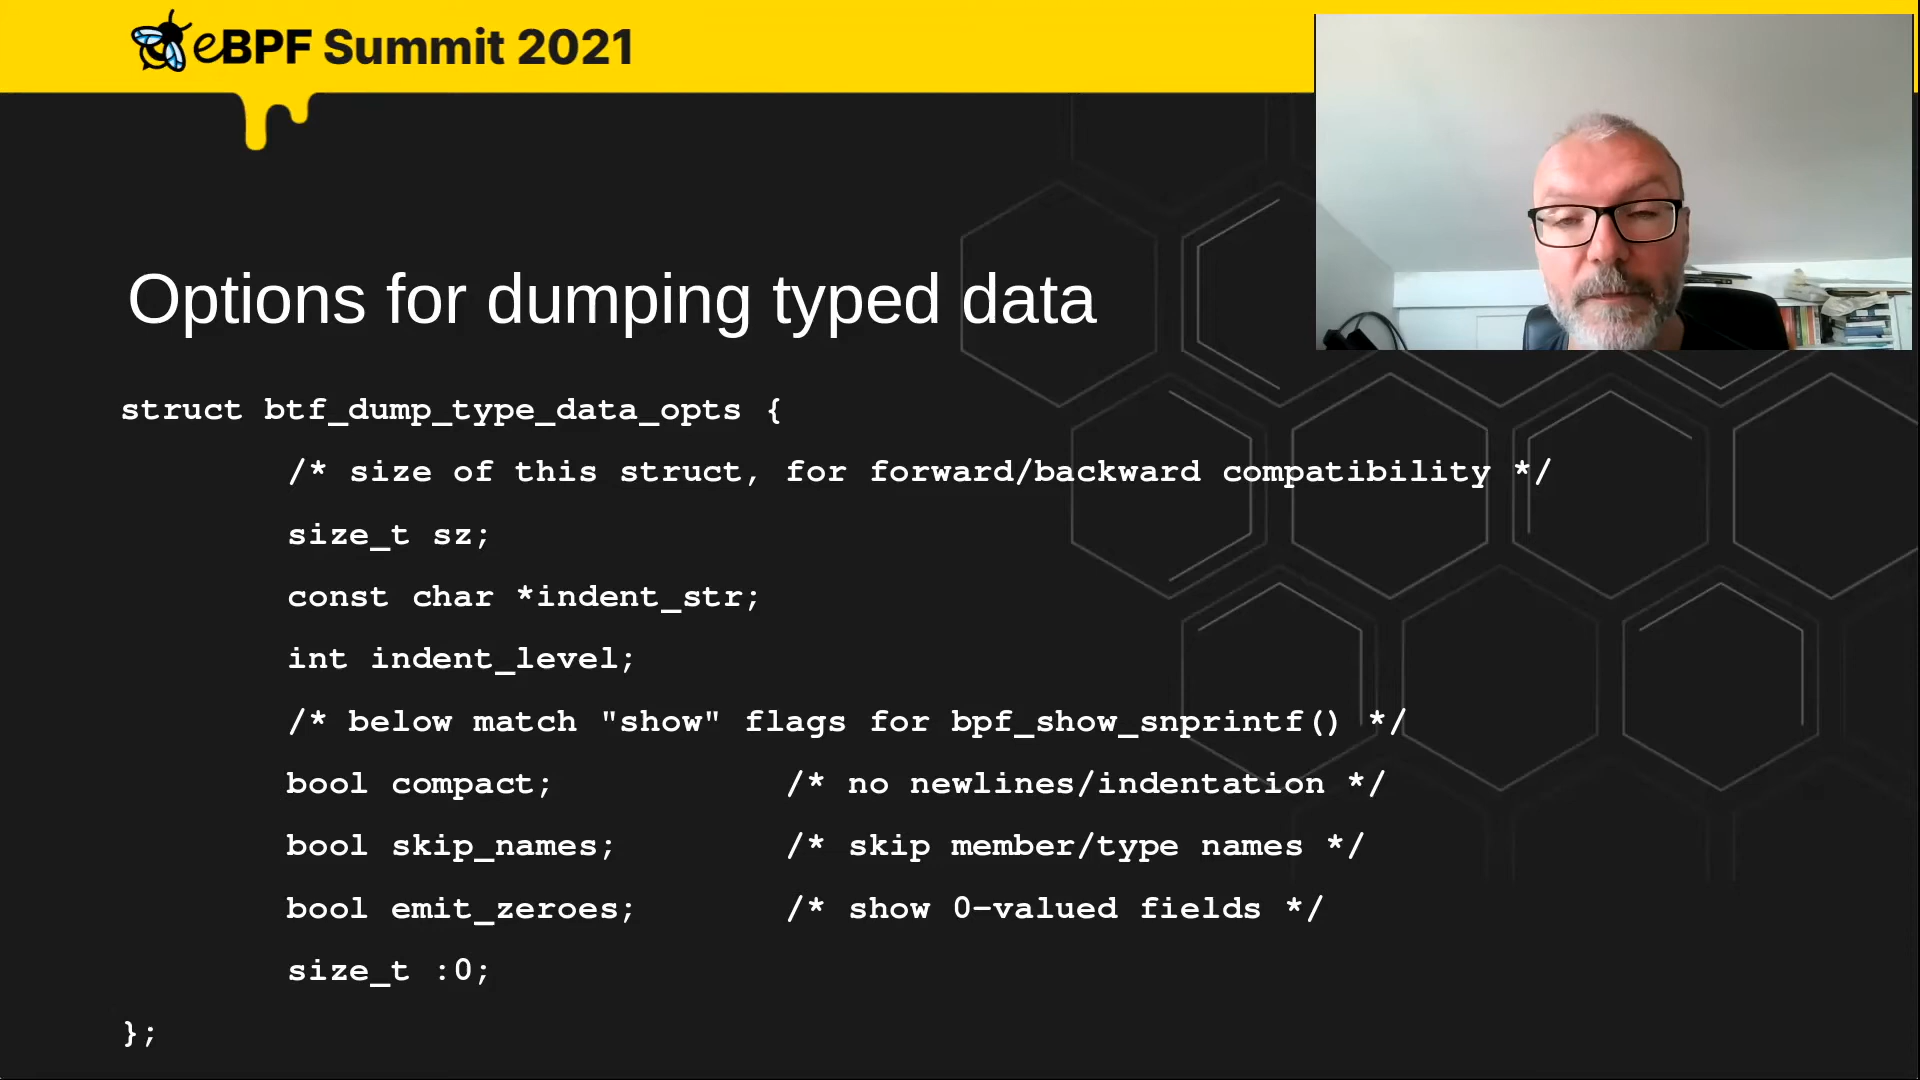 eBPF Summit 2021
Options for dumping typed data
struct btf_dump_type_data_opts {
/* size of this struct, for forward/backward compatibility */
size_t sz;
const char *indent_str;
int indent_level;
/* below match "show" flags for bpf_show_snprintf() */
bool compact; /* no newlines/indentation */
bool skip_names; /* skip member/type names */
bool emit_zeroes; /* show 0-valued fields */
size_t :0;
};